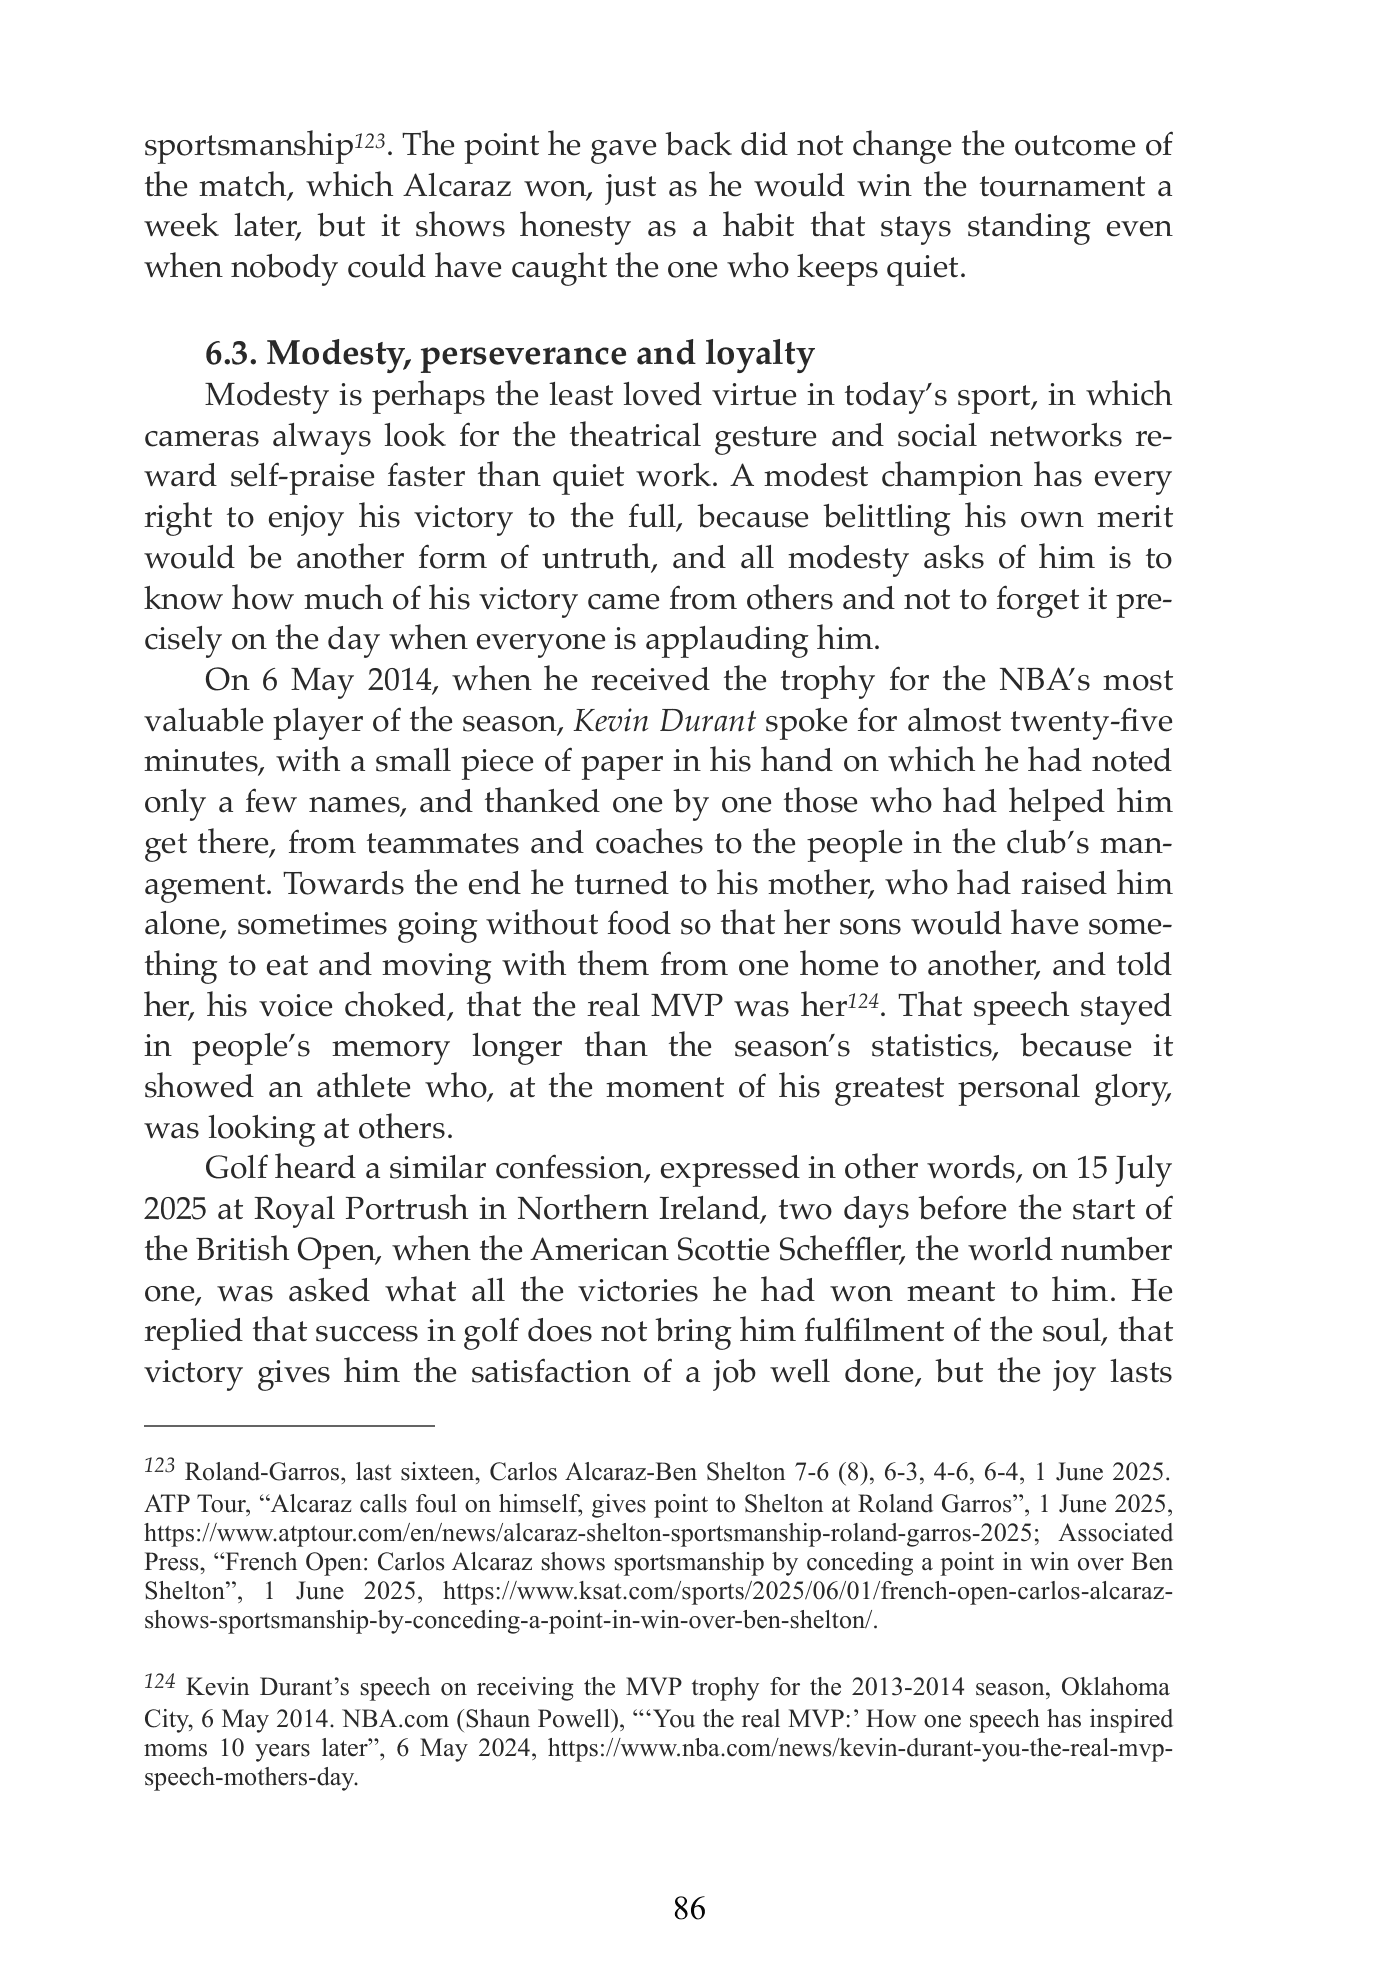 sportsmanship123. The point he gave back did not change the outcome of
the match, which Alcaraz won, just as he would win the tournament a
week later, but it shows honesty as a habit that stays standing even
when nobody could have caught the one who keeps quiet.
6.3. Modesty, perseverance and loyalty
Modesty is perhaps the least loved virtue in today’s sport, in which
cameras always look for the theatrical gesture and social networks re-
ward self-praise faster than quiet work. A modest champion has every
right to enjoy his victory to the full, because belittling his own merit
would be another form of untruth, and all modesty asks of him is to
know how much of his victory came from others and not to forget it pre-
cisely on the day when everyone is applauding him.
On 6 May 2014, when he received the trophy for the NBA’s most
valuable player of the season, Kevin Durant spoke for almost twenty-five
minutes, with a small piece of paper in his hand on which he had noted
only a few names, and thanked one by one those who had helped him
get there, from teammates and coaches to the people in the club’s man-
agement. Towards the end he turned to his mother, who had raised him
alone, sometimes going without food so that her sons would have some-
thing to eat and moving with them from one home to another, and told
her, his voice choked, that the real MVP was her124. That speech stayed
in people’s memory longer than the season’s statistics, because it
showed an athlete who, at the moment of his greatest personal glory,
was looking at others.
Golf heard a similar confession, expressed in other words, on 15 July
2025 at Royal Portrush in Northern Ireland, two days before the start of
the British Open, when the American Scottie Scheffler, the world number
one, was asked what all the victories he had won meant to him. He
replied that success in golf does not bring him fulfilment of the soul, that
victory gives him the satisfaction of a job well done, but the joy lasts
123 Roland-Garros, last sixteen, Carlos Alcaraz-Ben Shelton 7-6 (8), 6-3, 4-6, 6-4, 1 June 2025.
ATP Tour, “Alcaraz calls foul on himself, gives point to Shelton at Roland Garros”, 1 June 2025,
https://www.atptour.com/en/news/alcaraz-shelton-sportsmanship-roland-garros-2025; Associated
Press, “French Open: Carlos Alcaraz shows sportsmanship by conceding a point in win over Ben
Shelton”, 1 June 2025, https://www.ksat.com/sports/2025/06/01/french-open-carlos-alcaraz-
shows-sportsmanship-by-conceding-a-point-in-win-over-ben-shelton/.
124 Kevin Durant’s speech on receiving the MVP trophy for the 2013-2014 season, Oklahoma
City, 6 May 2014. NBA.com (Shaun Powell), “‘You the real MVP:’ How one speech has inspired
moms 10 years later”, 6 May 2024, https://www.nba.com/news/kevin-durant-you-the-real-mvp-
speech-mothers-day.
86